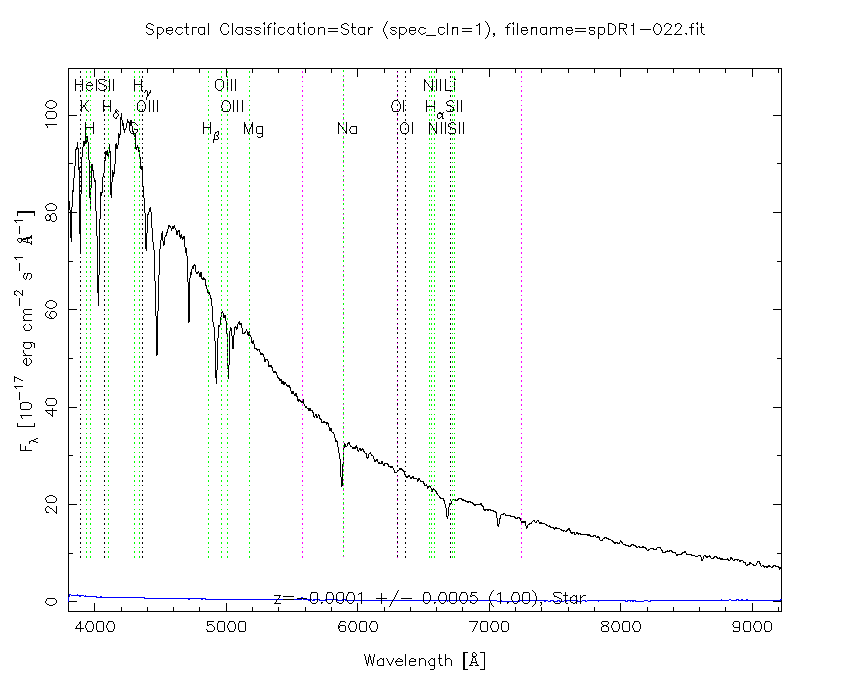 Spectral Classification=Star (spec_cln=1), filename=spDR1-022.fit
HeI SII Hγ OIII NII Li
K Hδ OIII OIII OI Hα SII
H G Hβ Mg Na OI NII SII
100
80
60
40
20
0
Fλ [10⁻¹⁷ erg cm⁻² s⁻¹ Å⁻¹]
z=-0.0001 +/- 0.0005 (1.00), Star
4000 5000 6000 7000 8000 9000
Wavelength [Å]